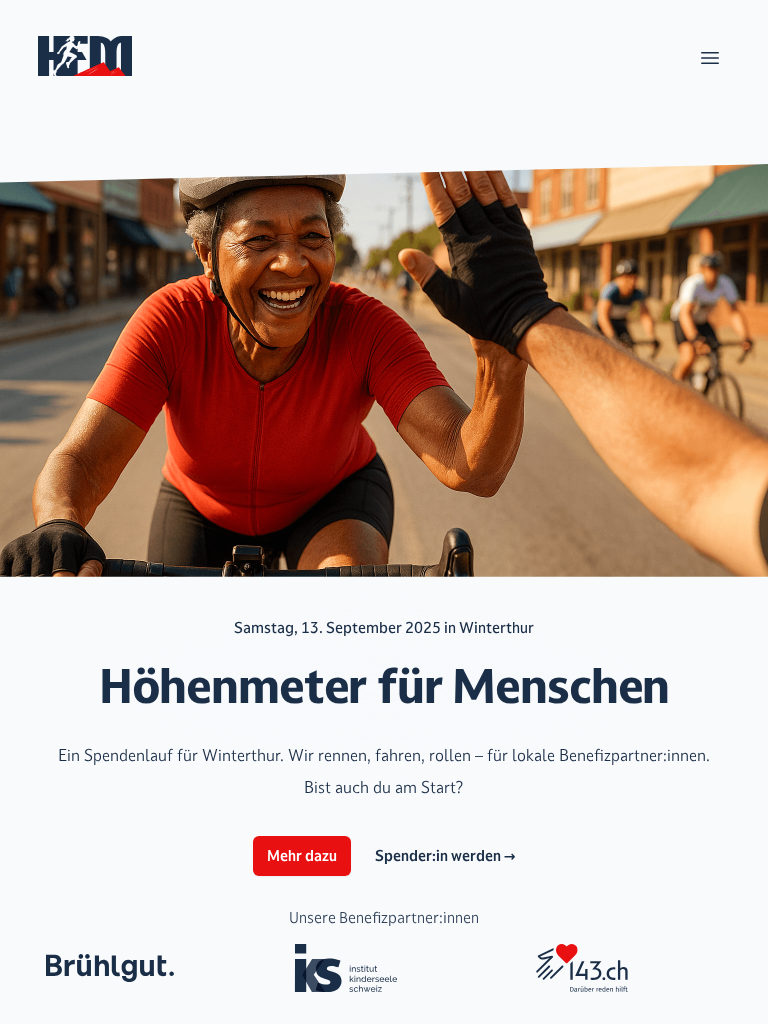 HFM
Samstag, 13. September 2025 in Winterthur
Höhenmeter für Menschen
Ein Spendenlauf für Winterthur. Wir rennen, fahren, rollen – für lokale Benefizpartner:innen.
Bist auch du am Start?
Mehr dazu
Spender:in werden →
Unsere Benefizpartner:innen
Brühlgut.
iks
institut
kinderseele
schweiz
143.ch
Darüber reden hilft